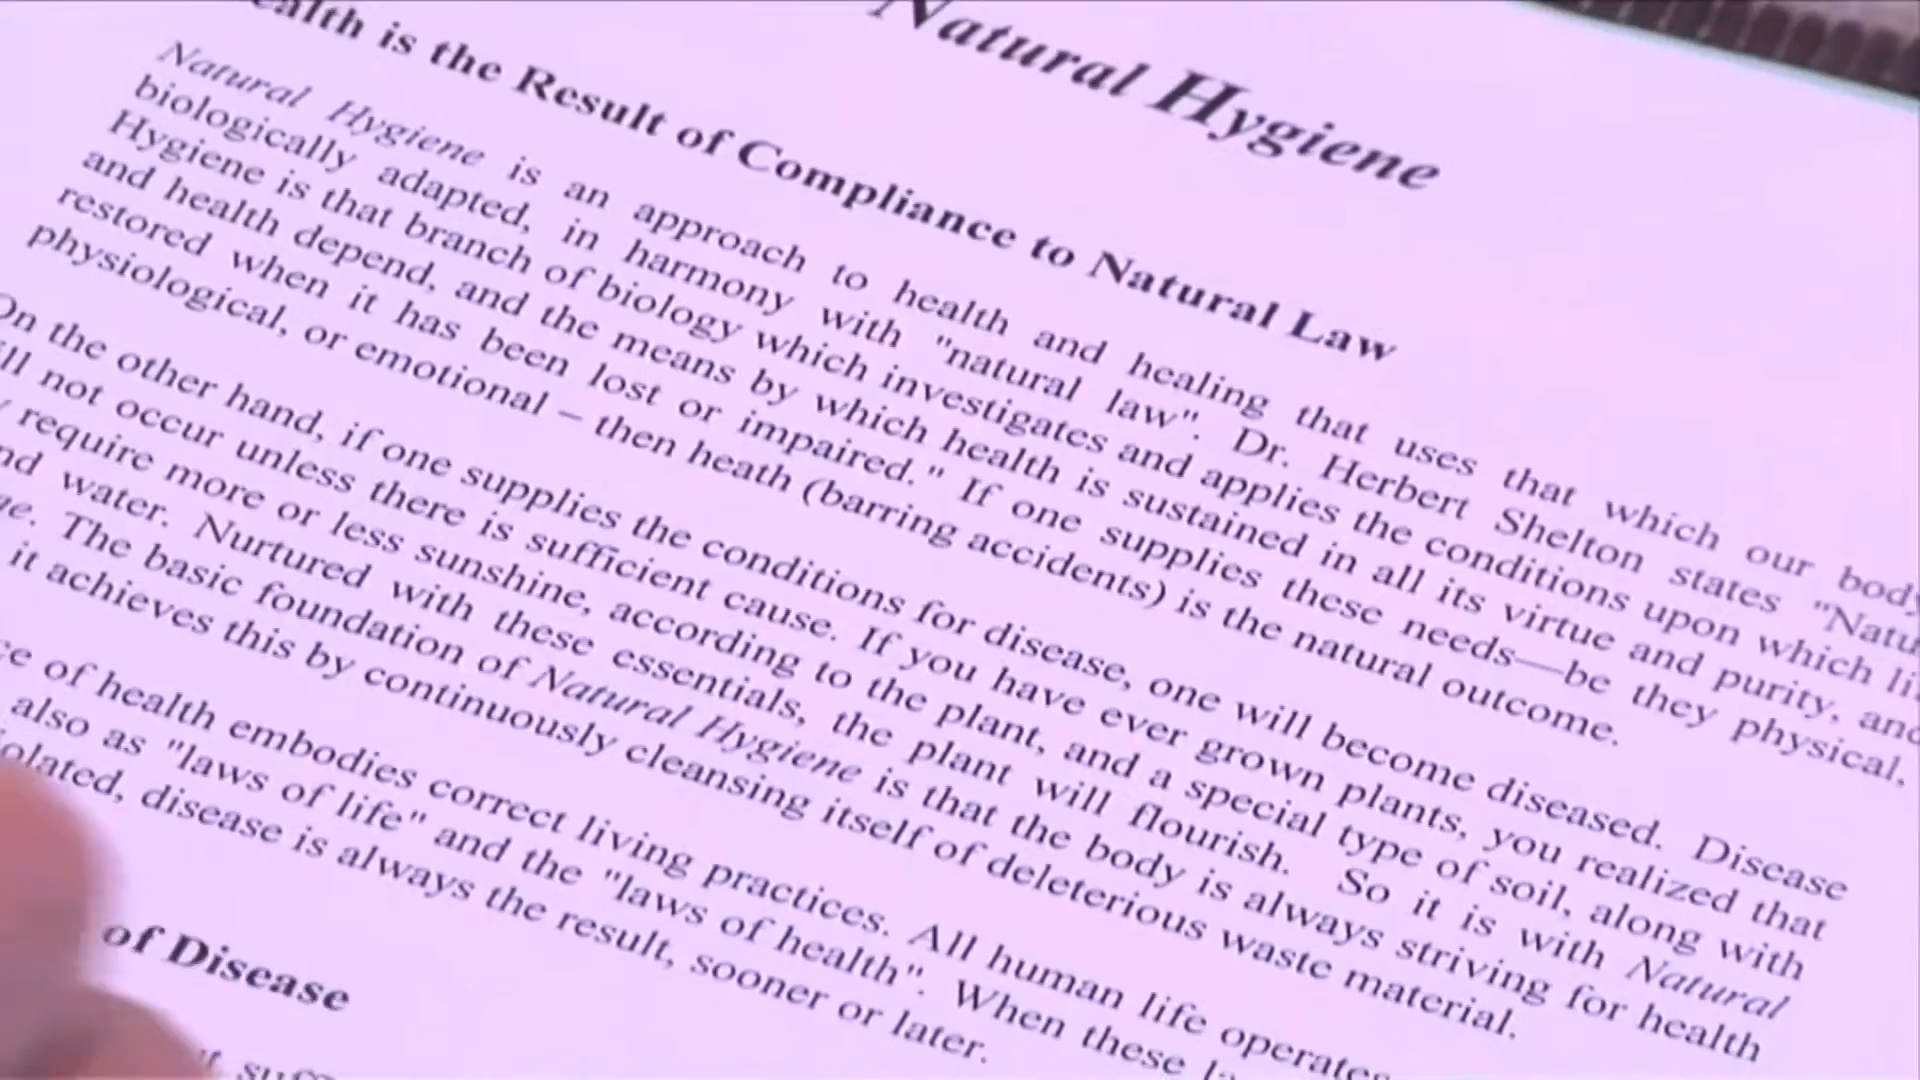 Natural Hygiene
ealth is the Result of Compliance to Natural Law
Natural Hygiene is an approach to health and healing that uses that which our body
biologically adapted, in harmony with "natural law". Dr. Herbert Shelton states "Natu
Hygiene is that branch of biology which investigates and applies the conditions upon which li
and health depend, and the means by which health is sustained in all its virtue and purity, and
restored when it has been lost or impaired." If one supplies these needs—be they physical,
physiological, or emotional – then heath (barring accidents) is the natural outcome.
On the other hand, if one supplies the conditions for disease, one will become diseased. Disease
ill not occur unless there is sufficient cause. If you have ever grown plants, you realized that
require more or less sunshine, according to the plant, and a special type of soil, along with
nd water. Nurtured with these essentials, the plant will flourish. So it is with Natural
ge. The basic foundation of Natural Hygiene is that the body is always striving for health
it achieves this by continuously cleansing itself of deleterious waste material.
ce of health embodies correct living practices. All human life operates
also as "laws of life" and the "laws of health". When these la
olated, disease is always the result, sooner or later.
of Disease